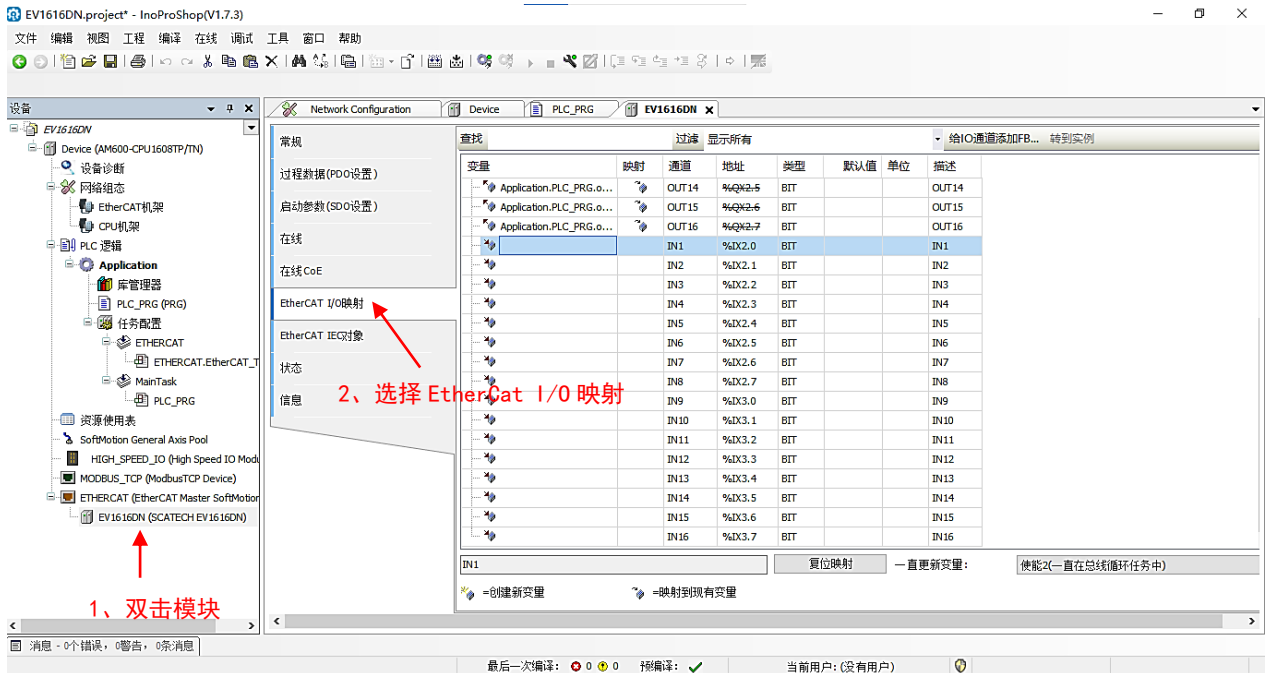 EV1616DN.project* - InoProShop(V1.7.3)
文件 编辑 视图 工程 编译 在线 调试 工具 窗口 帮助
设备
EV1616DN
Device (AM600-CPU1608TP/TN)
设备诊断
网络组态
EtherCAT机架
CPU机架
PLC 逻辑
Application
库管理器
PLC_PRG (PRG)
任务配置
ETHERCAT
ETHERCAT.EtherCAT_T
MainTask
PLC_PRG
资源使用表
SoftMotion General Axis Pool
HIGH_SPEED_IO (High Speed IO Modu
MODBUS_TCP (ModbusTCP Device)
ETHERCAT (EtherCAT Master SoftMotion
EV1616DN (SCATECH EV1616DN)
1、双击模块
Network Configuration Device PLC_PRG EV1616DN
常规
过程数据(PDO设置)
启动参数(SDO设置)
在线
在线CoE
EtherCAT I/O映射
EtherCAT IEC对象
状态
信息
2、选择 EtherCat I/O 映射
查找 过滤 显示所有 给IO通道添加FB... 转到实例
变量 映射 通道 地址 类型 默认值 单位 描述
Application.PLC_PRG.o... OUT14 %QX2.5 BIT OUT14
Application.PLC_PRG.o... OUT15 %QX2.6 BIT OUT15
Application.PLC_PRG.o... OUT16 %QX2.7 BIT OUT16
IN1 %IX2.0 BIT IN1
IN2 %IX2.1 BIT IN2
IN3 %IX2.2 BIT IN3
IN4 %IX2.3 BIT IN4
IN5 %IX2.4 BIT IN5
IN6 %IX2.5 BIT IN6
IN7 %IX2.6 BIT IN7
IN8 %IX2.7 BIT IN8
IN9 %IX3.0 BIT IN9
IN10 %IX3.1 BIT IN10
IN11 %IX3.2 BIT IN11
IN12 %IX3.3 BIT IN12
IN13 %IX3.4 BIT IN13
IN14 %IX3.5 BIT IN14
IN15 %IX3.6 BIT IN15
IN16 %IX3.7 BIT IN16
IN1 复位映射 一直更新变量: 使能2(一直在总线循环任务中)
=创建新变量 =映射到现有变量
消息 - 0个错误, 0警告, 0条消息
最后一次编译: 0 0 预编译: 当前用户: (没有用户)